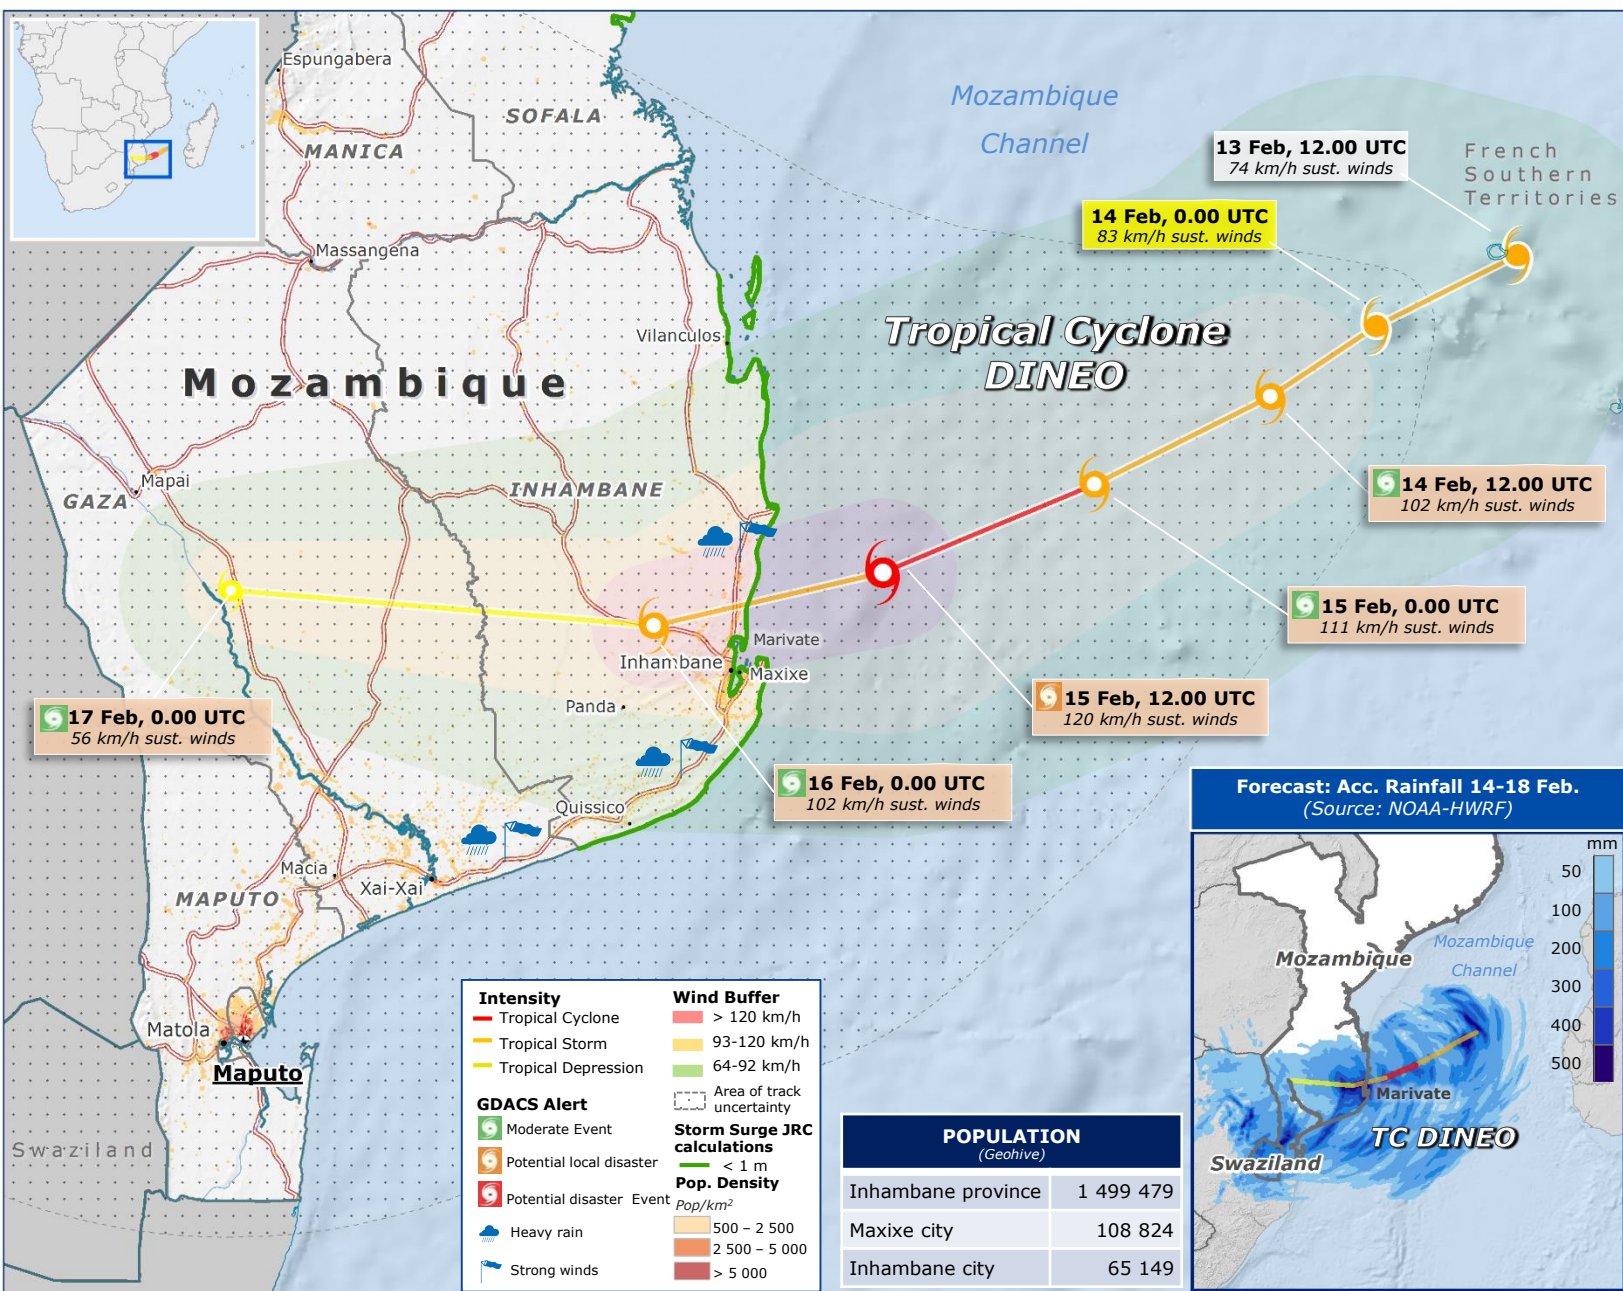 Espungabera
SOFALA
MANICA
Mozambique
Channel
13 Feb, 12.00 UTC
74 km/h sust. winds
French
Southern
Territories
14 Feb, 0.00 UTC
83 km/h sust. winds
Massangena
Vilanculos
Tropical Cyclone
DINEO
Mozambique
Mapai
GAZA
INHAMBANE
14 Feb, 12.00 UTC
102 km/h sust. winds
15 Feb, 0.00 UTC
111 km/h sust. winds
Marivate
Inhambane
Maxixe
Panda
15 Feb, 12.00 UTC
120 km/h sust. winds
17 Feb, 0.00 UTC
56 km/h sust. winds
16 Feb, 0.00 UTC
102 km/h sust. winds
Quissico
Macia
Xai-Xai
MAPUTO
Matola
Maputo
Swaziland
Intensity
Tropical Cyclone
Tropical Storm
Tropical Depression
GDACS Alert
Moderate Event
Potential local disaster
Potential disaster Event
Heavy rain
Strong winds
Wind Buffer
> 120 km/h
93-120 km/h
64-92 km/h
Area of track
uncertainty
Storm Surge JRC
calculations
< 1 m
Pop. Density
Pop/km²
500 – 2 500
2 500 – 5 000
> 5 000
POPULATION
(Geohive)
Inhambane province 1 499 479
Maxixe city 108 824
Inhambane city 65 149
Forecast: Acc. Rainfall 14-18 Feb.
(Source: NOAA-HWRF)
mm
50
100
200
300
400
500
Mozambique
Channel
Mozambique
Marivate
TC DINEO
Swaziland